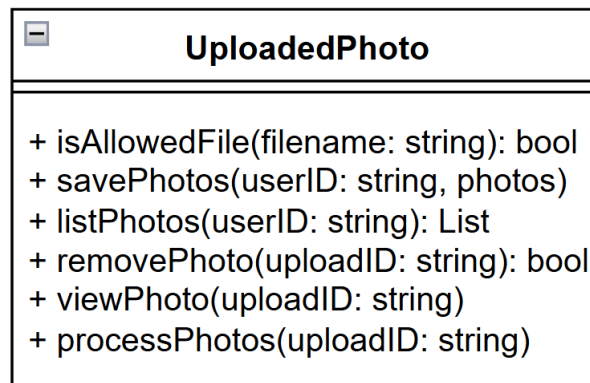 UploadedPhoto
+ isAllowedFile(filename: string): bool
+ savePhotos(userID: string, photos)
+ listPhotos(userID: string): List
+ removePhoto(uploadID: string): bool
+ viewPhoto(uploadID: string)
+ processPhotos(uploadID: string)